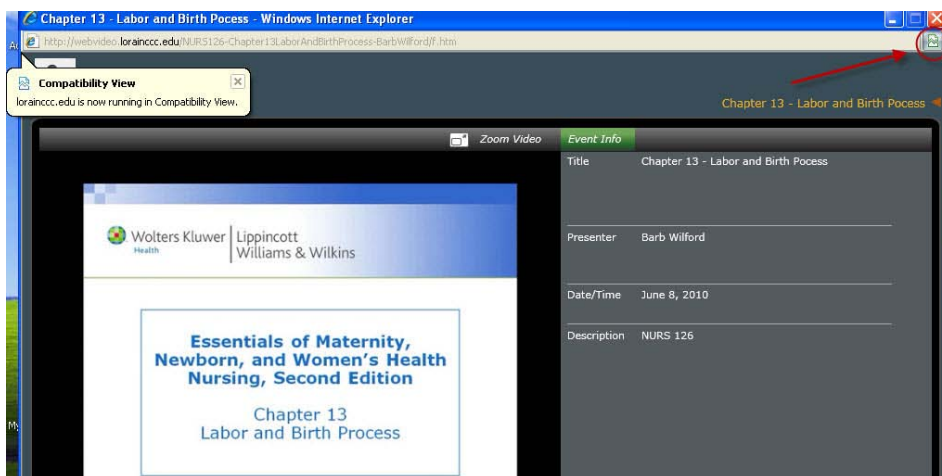 Chapter 13 - Labor and Birth Pocess - Windows Internet Explorer
http://webvideo.lorainccc.edu/NURS126-Chapter13LaborAndBirthProcess-BarbWilford/f.htm
Compatibility View
lorainccc.edu is now running in Compatibility View.
Chapter 13 - Labor and Birth Pocess
Zoom Video
Event Info
Title Chapter 13 - Labor and Birth Pocess
Presenter Barb Wilford
Date/Time June 8, 2010
Description NURS 126
Wolters Kluwer
Health
Lippincott
Williams & Wilkins
Essentials of Maternity,
Newborn, and Women's Health
Nursing, Second Edition
Chapter 13
Labor and Birth Process